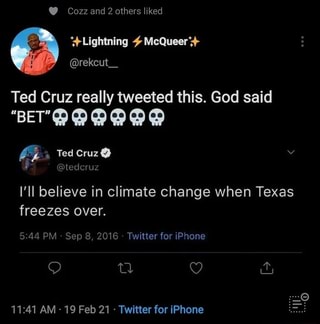 Cozz and 2 others liked
✨Lightning ⚡McQueer✨
@rekcut__
Ted Cruz really tweeted this. God said
“BET”💀💀💀💀💀💀
Ted Cruz
@tedcruz
I’ll believe in climate change when Texas
freezes over.
5:44 PM · Sep 8, 2016 · Twitter for iPhone
11:41 AM · 19 Feb 21 · Twitter for iPhone